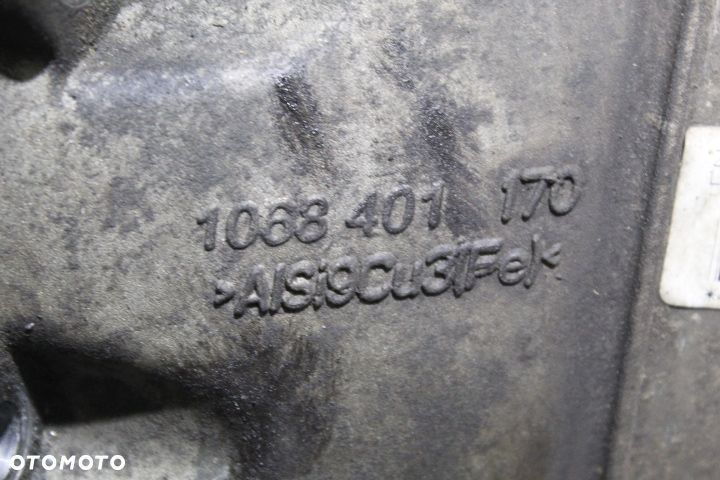 1068 401 170
>AlSi9Cu3(Fe)<
OTOMOTO